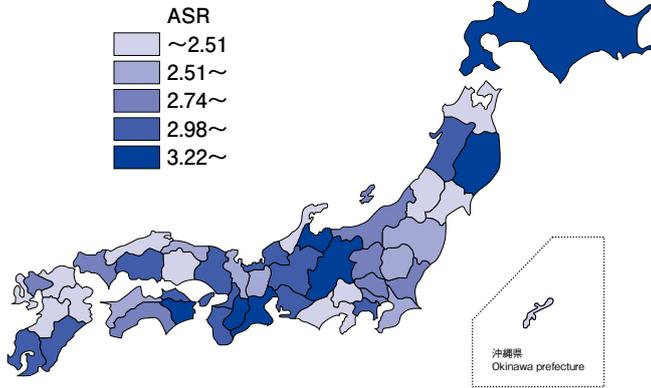 ASR
～2.51
2.51～
2.74～
2.98～
3.22～
沖縄県
Okinawa prefecture